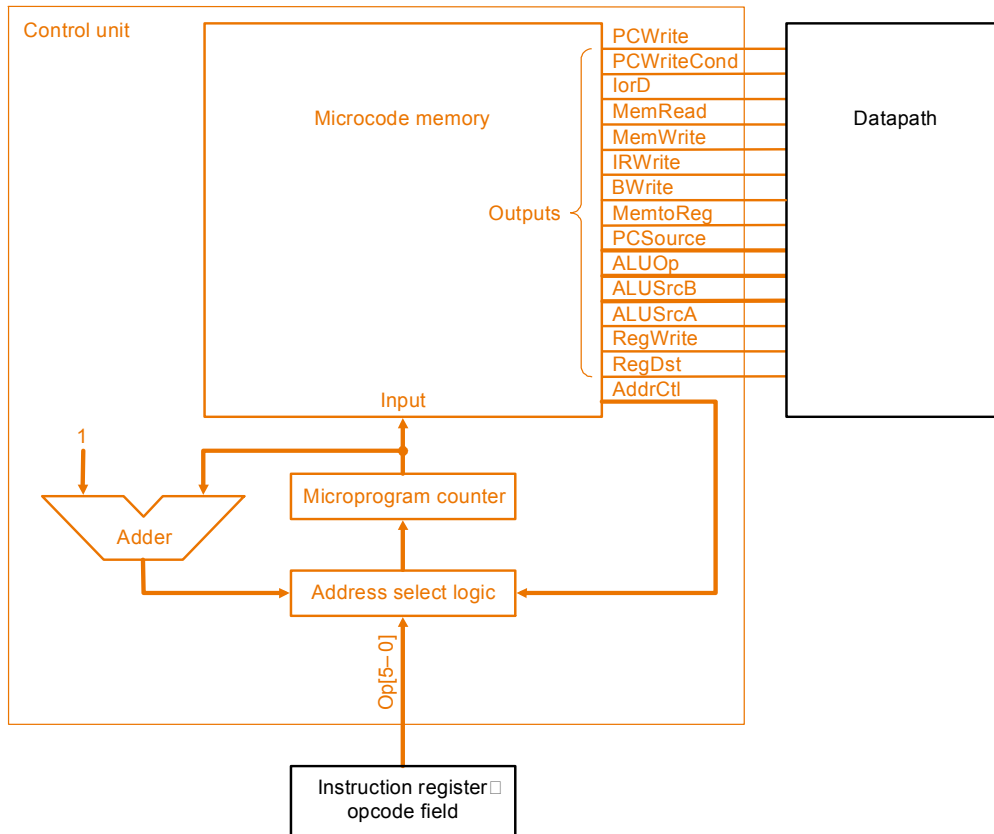 Control unit
Microcode memory
Outputs
PCWrite
PCWriteCond
IorD
MemRead
MemWrite
IRWrite
BWrite
MemtoReg
PCSource
ALUOp
ALUSrcB
ALUSrcA
RegWrite
RegDst
AddrCtl
Datapath
Input
1
Microprogram counter
Adder
Address select logic
Op[5–0]
Instruction register
opcode field